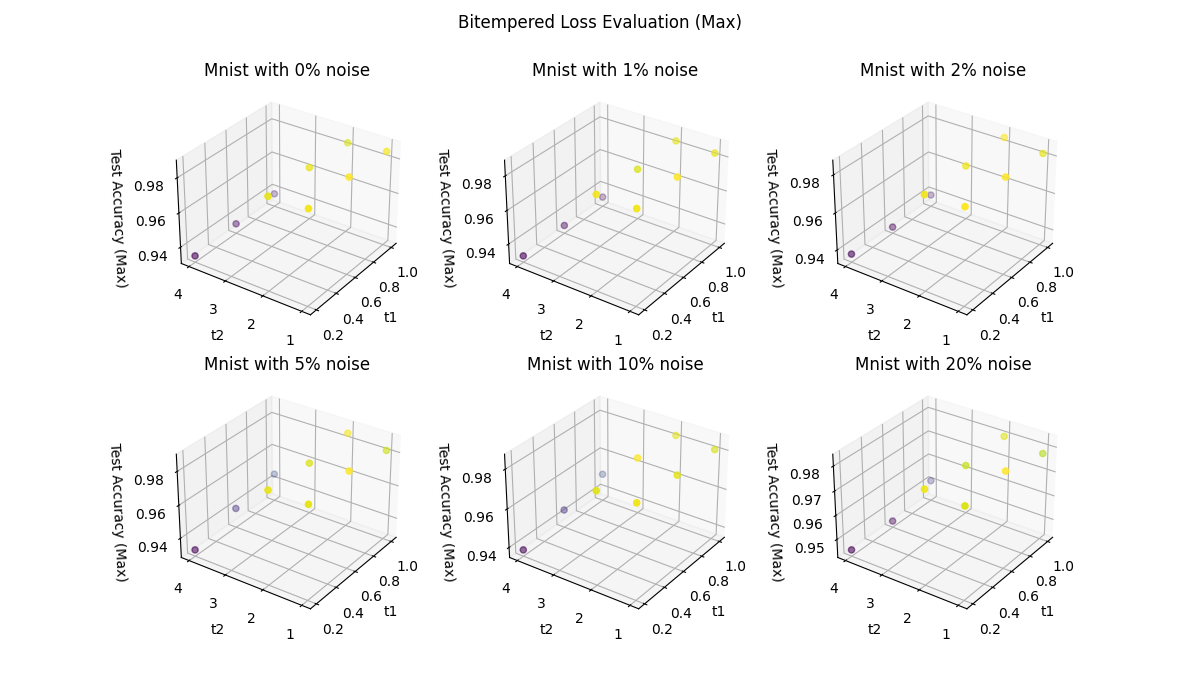 Bitempered Loss Evaluation (Max)
Mnist with 0% noise
Test Accuracy (Max)
0.98
0.96
0.94
4
3
2
1
t2
0.2
0.4
0.6
0.8
1.0
t1
Mnist with 1% noise
Test Accuracy (Max)
0.98
0.96
0.94
4
3
2
1
t2
0.2
0.4
0.6
0.8
1.0
t1
Mnist with 2% noise
Test Accuracy (Max)
0.98
0.96
0.94
4
3
2
1
t2
0.2
0.4
0.6
0.8
1.0
t1
Mnist with 5% noise
Test Accuracy (Max)
0.98
0.96
0.94
4
3
2
1
t2
0.2
0.4
0.6
0.8
1.0
t1
Mnist with 10% noise
Test Accuracy (Max)
0.98
0.96
0.94
4
3
2
1
t2
0.2
0.4
0.6
0.8
1.0
t1
Mnist with 20% noise
Test Accuracy (Max)
0.98
0.97
0.96
0.95
4
3
2
1
t2
0.2
0.4
0.6
0.8
1.0
t1